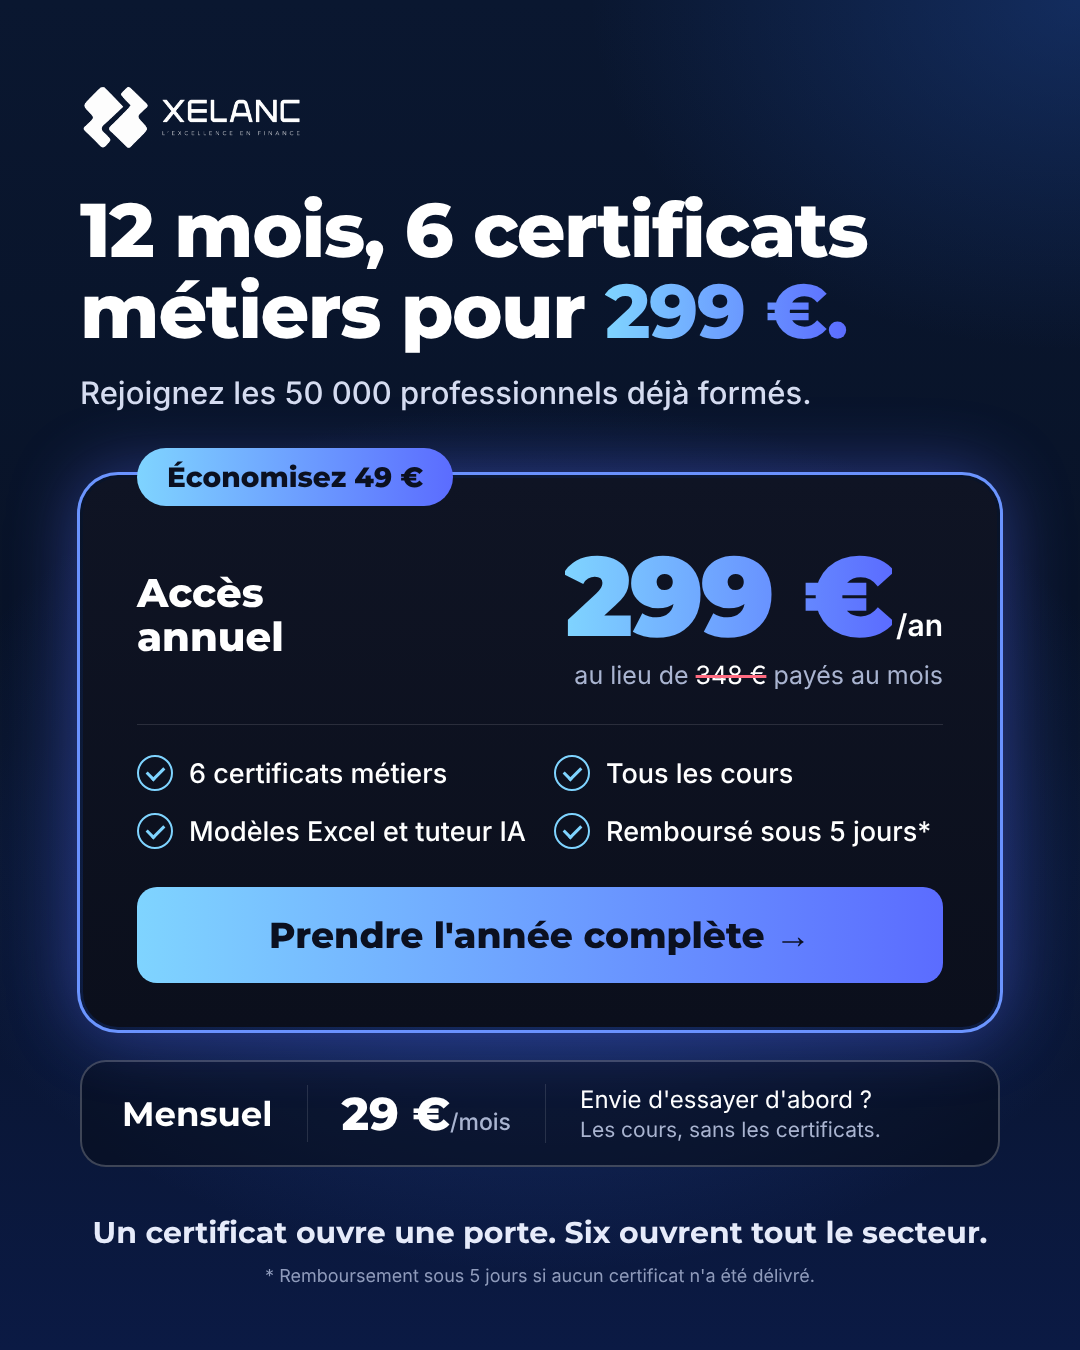 XELANC
L'EXCELLENCE EN FINANCE
12 mois, 6 certificats
métiers pour 299 €.
Rejoignez les 50 000 professionnels déjà formés.
Économisez 49 €
Accès
annuel
299 €/an
au lieu de 348 € payés au mois
6 certificats métiers
Tous les cours
Modèles Excel et tuteur IA
Remboursé sous 5 jours*
Prendre l'année complète →
Mensuel
29 €/mois
Envie d'essayer d'abord ?
Les cours, sans les certificats.
Un certificat ouvre une porte. Six ouvrent tout le secteur.
* Remboursement sous 5 jours si aucun certificat n'a été délivré.